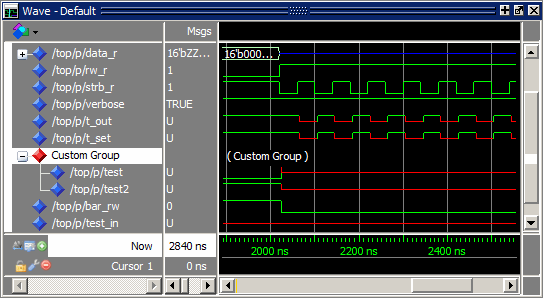 Wave - Default
Msgs
/top/p/data_r 16'bZZ... 16'b000...
/top/p/rw_r 1
/top/p/strb_r 1
/top/p/verbose TRUE
/top/p/t_out U
/top/p/t_set U
Custom Group ( Custom Group )
/top/p/test U
/top/p/test2 U
/top/p/bar_rw 0
/top/p/test_in U
Now 2840 ns 2000 ns 2200 ns 2400 ns
Cursor 1 0 ns